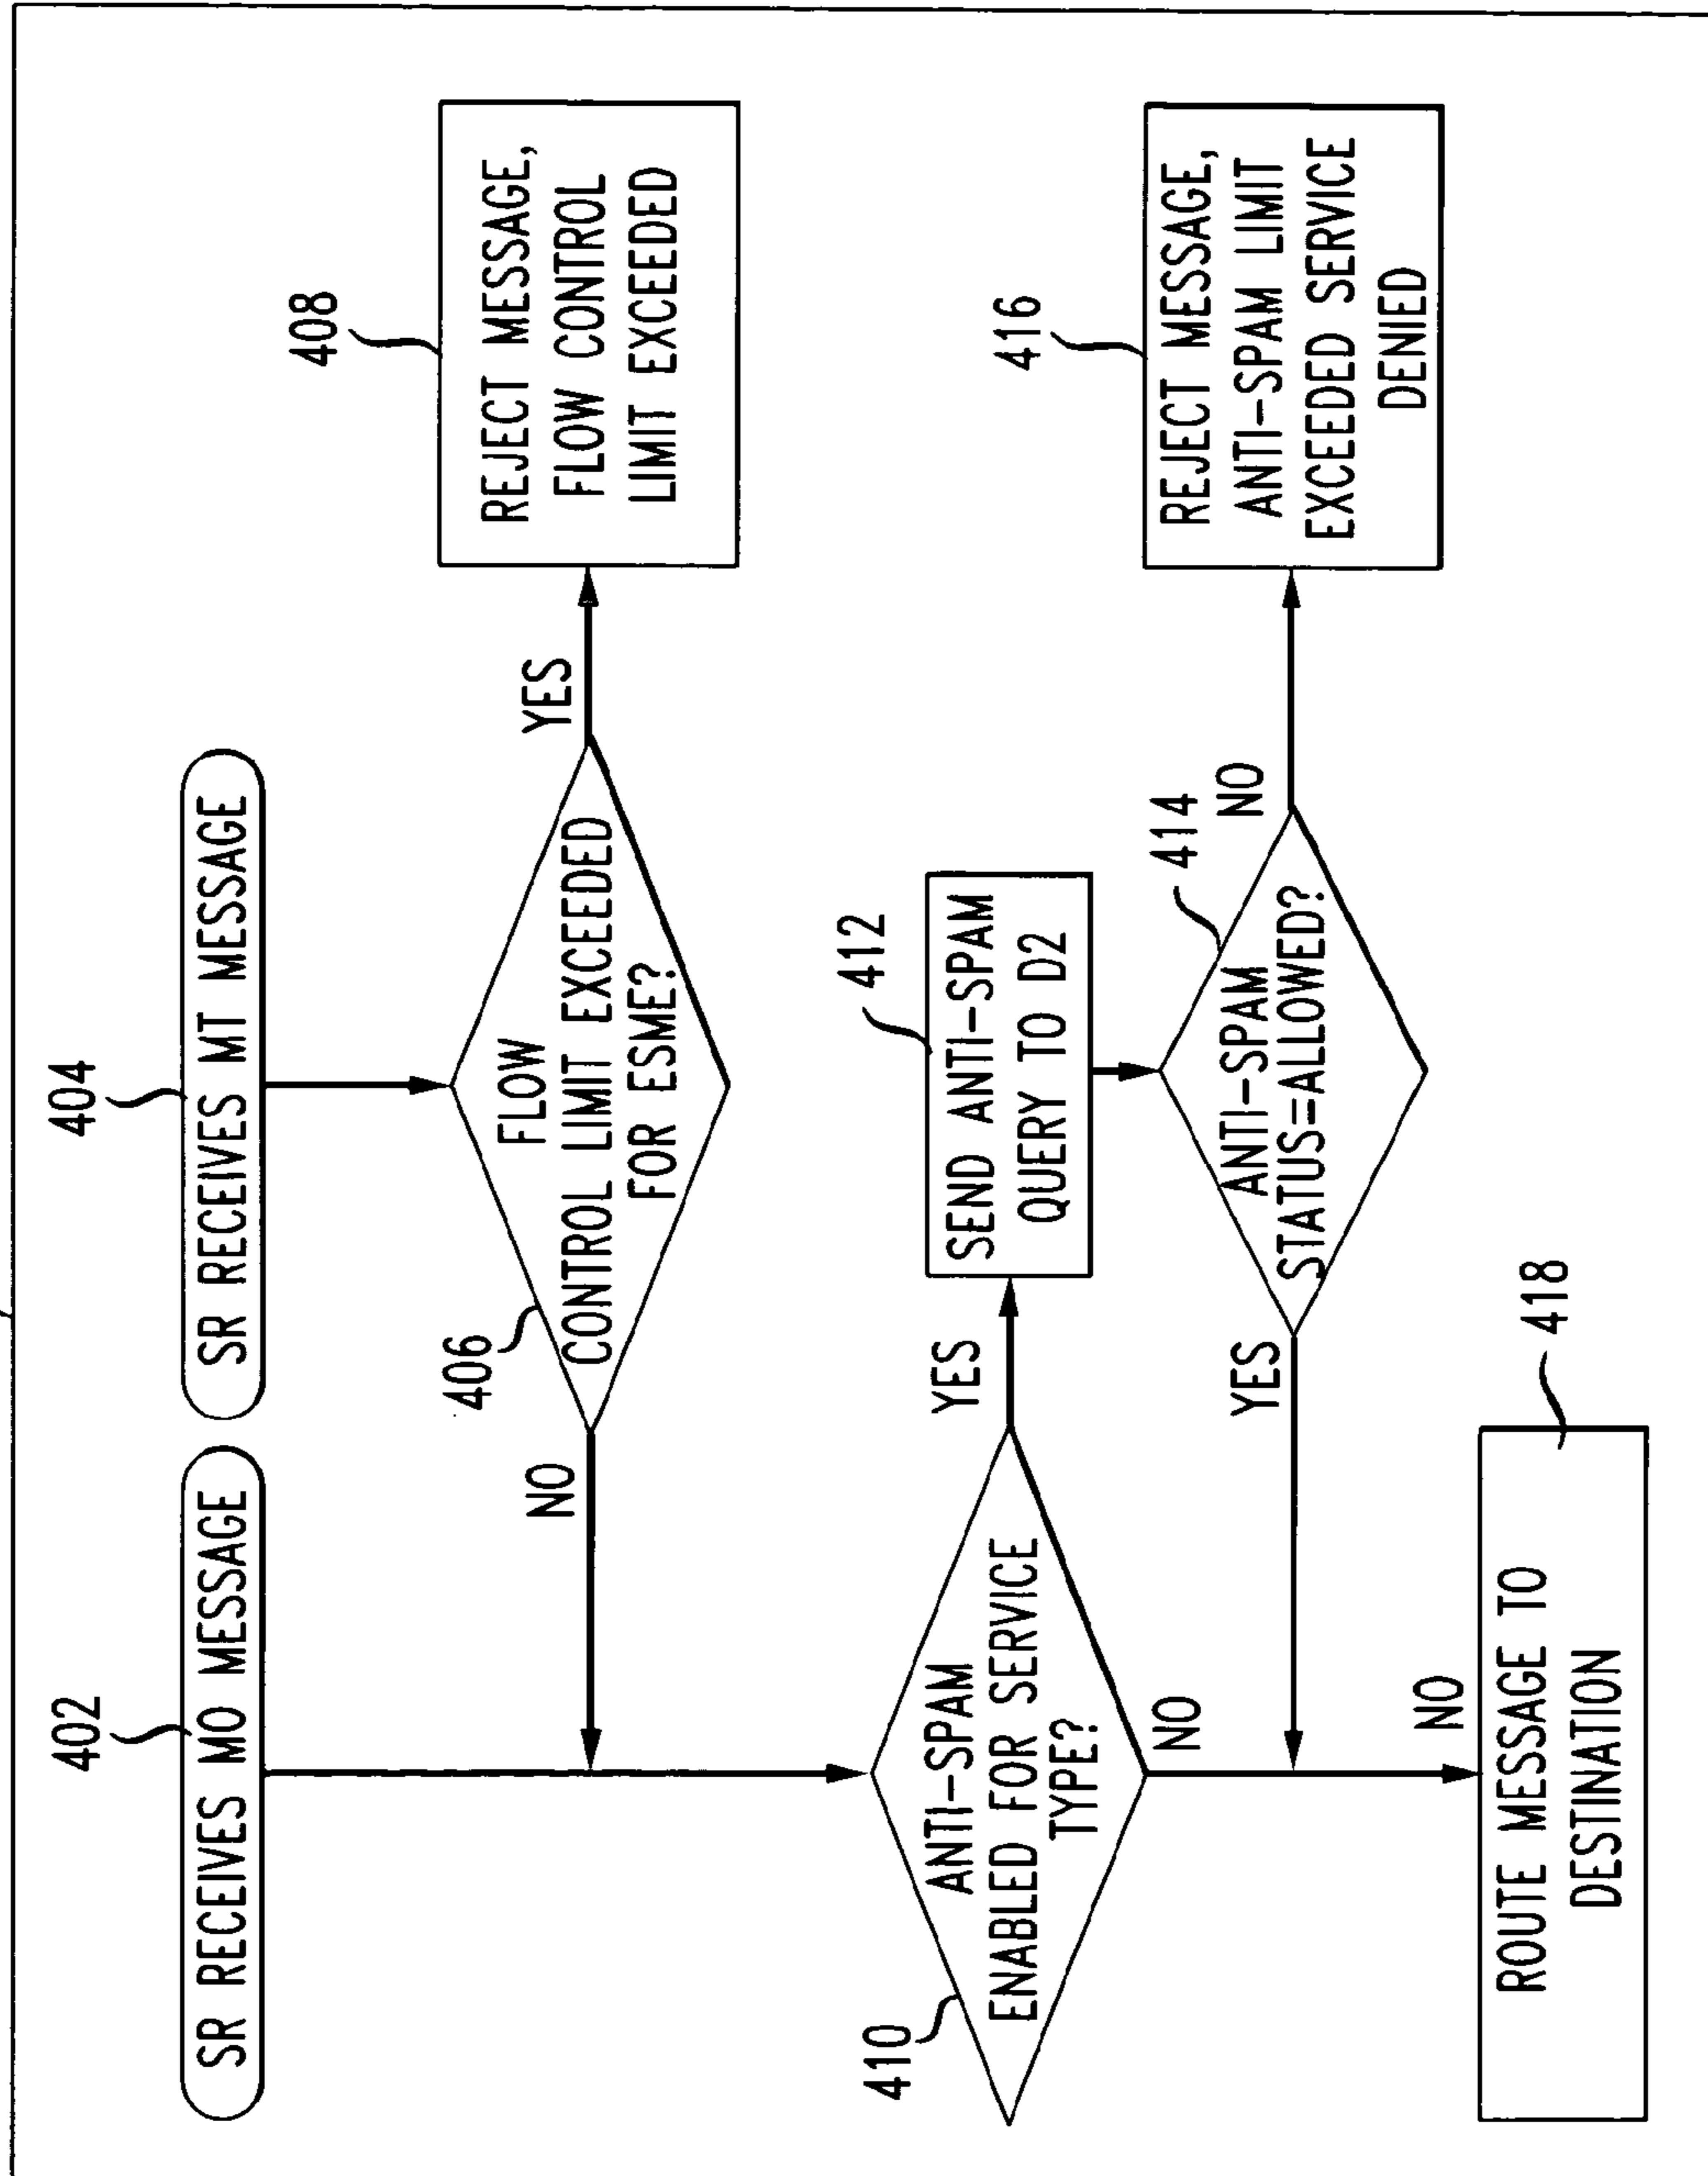 402
SR RECEIVES MO MESSAGE
404
SR RECEIVES MT MESSAGE
406
FLOW
CONTROL LIMIT EXCEEDED
FOR ESME?
NO
YES
408
REJECT MESSAGE,
FLOW CONTROL
LIMIT EXCEEDED
410
ANTI-SPAM
ENABLED FOR SERVICE
TYPE?
YES
NO
412
SEND ANTI-SPAM
QUERY TO D2
414
ANTI-SPAM
STATUS=ALLOWED?
YES
NO
416
REJECT MESSAGE,
ANTI-SPAM LIMIT
EXCEEDED SERVICE
DENIED
NO
418
ROUTE MESSAGE TO
DESTINATION